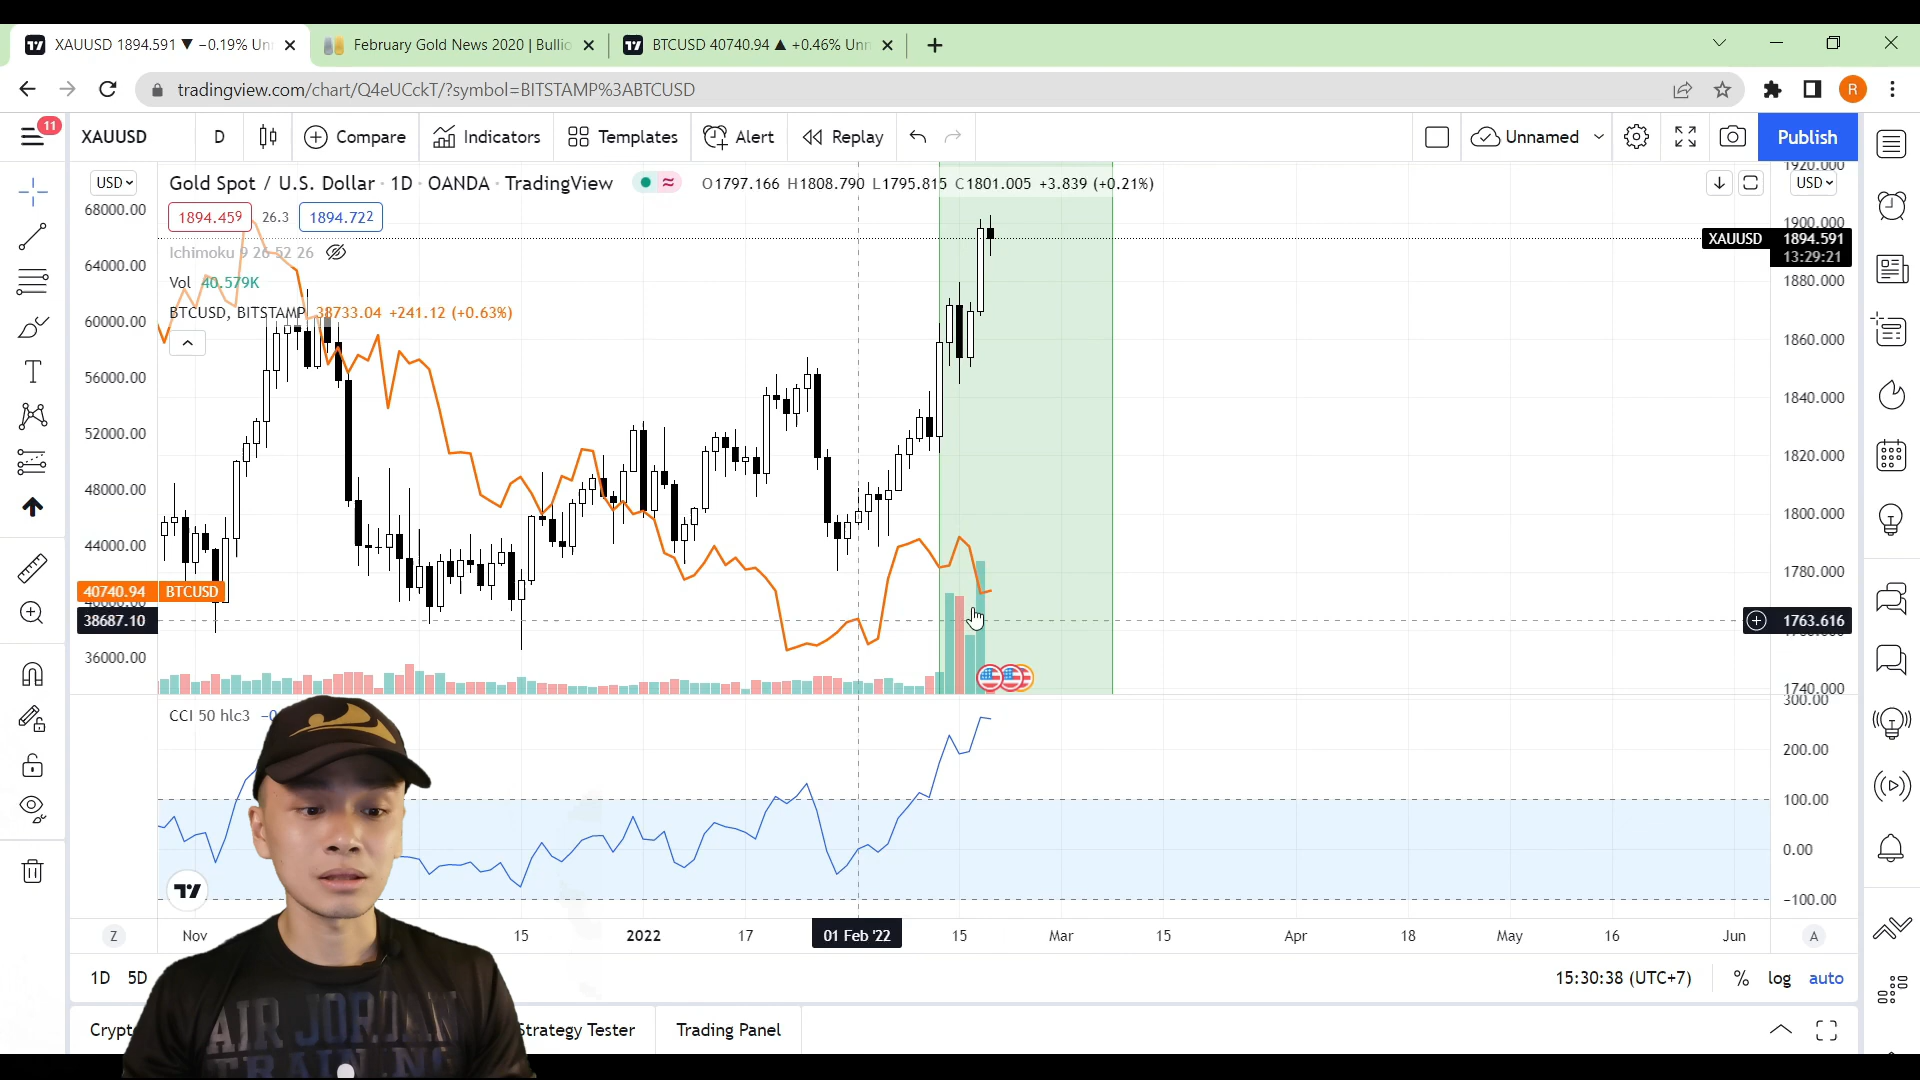 XAUUSD 1894.591 ▼ −0.19% Unn
February Gold News 2020 | Bullio
BTCUSD 40740.94 ▲ +0.46% Unn
tradingview.com/chart/Q4eUCckT/?symbol=BITSTAMP%3ABTCUSD
R
11
XAUUSD D Compare Indicators Templates Alert Replay Unnamed Publish
USD
Gold Spot / U.S. Dollar · 1D · OANDA · TradingView
O1797.166 H1808.790 L1795.815 C1801.005 +3.839 (+0.21%)
USD
1894.459 26.3 1894.722
Ichimoku 9 26 52 26
Vol 40.579K
BTCUSD, BITSTAMP 38733.04 +241.12 (+0.63%)
68000.00
64000.00
60000.00
56000.00
52000.00
48000.00
44000.00
40740.94 BTCUSD
38687.10
36000.00
1920.000
1900.000
XAUUSD 1894.591
13:29:21
1880.000
1860.000
1840.000
1820.000
1800.000
1780.000
1763.616
1740.000
CCI 50 hlc3
300.00
200.00
100.00
0.00
−100.00
Z Nov 15 2022 17 01 Feb '22 15 Mar 15 Apr 18 May 16 Jun A
1D 5D
15:30:38 (UTC+7) % log auto
Strategy Tester Trading Panel
AIR JORDAN
TRAINING